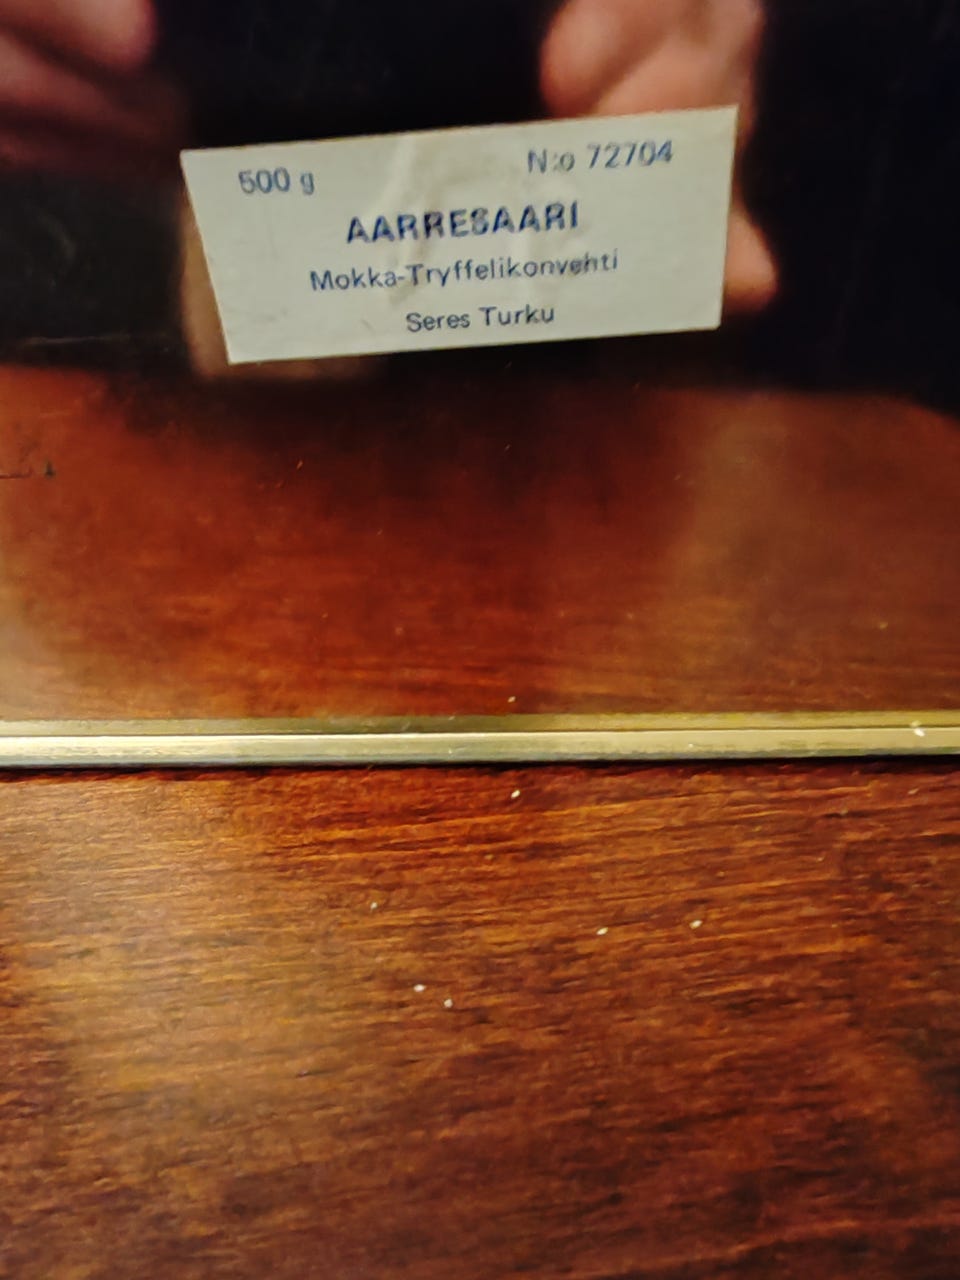 500 g N:o 72704
AARRESAARI
Mokka-Tryffelikonvehti
Seres Turku